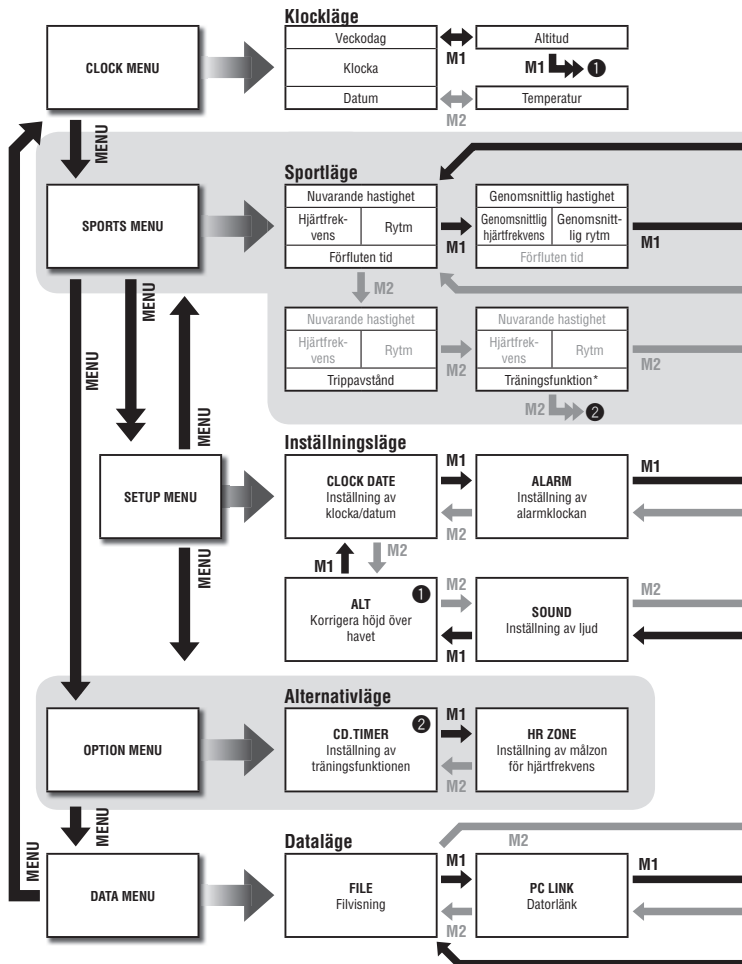 Klockläge
CLOCK MENU
Veckodag
Klocka
Datum
M1
M2
Altitud
M1 ➊
Temperatur
MENU
Sportläge
SPORTS MENU
Nuvarande hastighet
Hjärtfrek-
vens
Rytm
Förfluten tid
M1
Genomsnittlig hastighet
Genomsnittlig
hjärtfrekvens
Genomsnitt-
lig rytm
Förfluten tid
M1
M2
MENU
MENU
MENU
Nuvarande hastighet
Hjärtfrek-
vens
Rytm
Trippavstånd
M2
Nuvarande hastighet
Hjärtfrek-
vens
Rytm
Träningsfunktion*
M2
M2 ➋
Inställningsläge
SETUP MENU
CLOCK DATE
Inställning av
klocka/datum
M1
M2
ALARM
Inställning av
alarmklockan
M1
M1
M2
MENU
ALT ➊
Korrigera höjd över
havet
M2
M1
SOUND
Inställning av ljud
M2
Alternativläge
OPTION MENU
CD.TIMER ➋
Inställning av
träningsfunktionen
M1
M2
HR ZONE
Inställning av målzon
för hjärtfrekvens
MENU
MENU
Dataläge
DATA MENU
FILE
Filvisning
M2
M1
M2
PC LINK
Datorlänk
M1